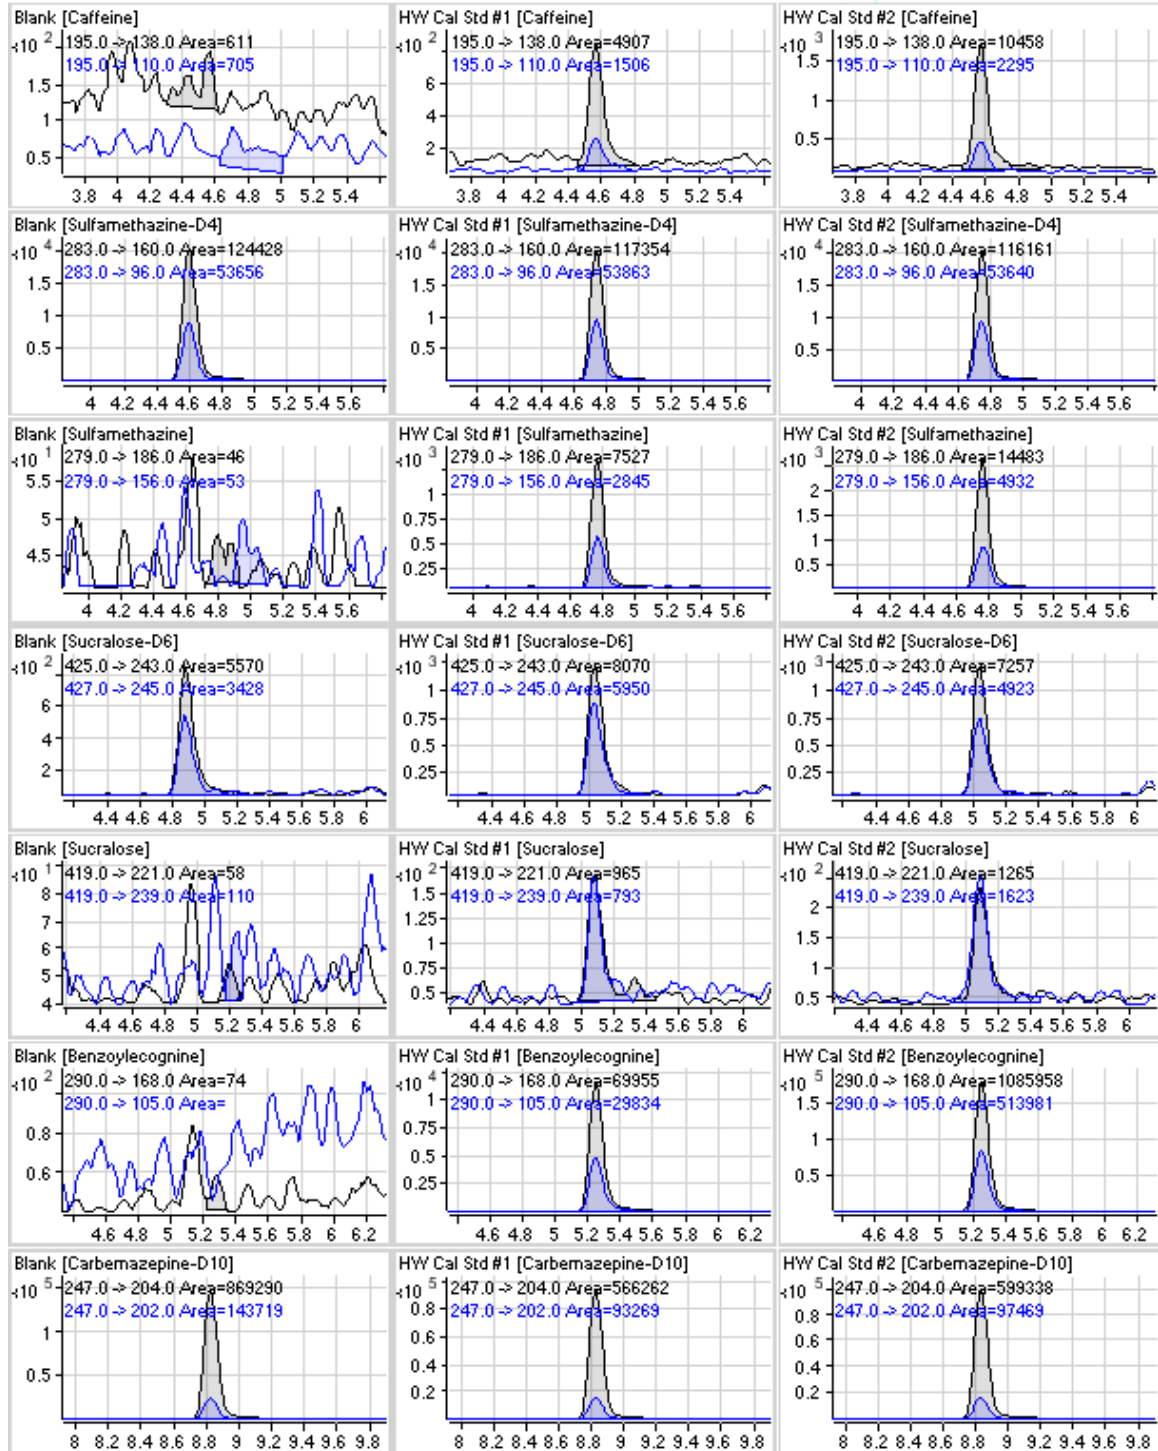 Blank [Caffeine]
×10 2
195.0 -> 138.0 Area=611
195.0 -> 110.0 Area=705
1.5
1
0.5
3.8 4 4.2 4.4 4.6 4.8 5 5.2 5.4
HW Cal Std #1 [Caffeine]
×10 2
195.0 -> 138.0 Area=4907
195.0 -> 110.0 Area=1506
6
4
2
3.8 4 4.2 4.4 4.6 4.8 5 5.2 5.4
HW Cal Std #2 [Caffeine]
×10 3
195.0 -> 138.0 Area=10458
195.0 -> 110.0 Area=2295
1.5
1
0.5
3.8 4 4.2 4.4 4.6 4.8 5 5.2 5.4
Blank [Sulfamethazine-D4]
×10 4
283.0 -> 160.0 Area=124428
283.0 -> 96.0 Area=53656
1.5
1
0.5
4 4.2 4.4 4.6 4.8 5 5.2 5.4 5.6
HW Cal Std #1 [Sulfamethazine-D4]
×10 4
283.0 -> 160.0 Area=117354
283.0 -> 96.0 Area=53863
1.5
1
0.5
4 4.2 4.4 4.6 4.8 5 5.2 5.4 5.6
HW Cal Std #2 [Sulfamethazine-D4]
×10 4
283.0 -> 160.0 Area=116161
283.0 -> 96.0 Area=53640
1.5
1
0.5
4 4.2 4.4 4.6 4.8 5 5.2 5.4 5.6
Blank [Sulfamethazine]
×10 1
279.0 -> 186.0 Area=46
279.0 -> 156.0 Area=53
5.5
5
4.5
4 4.2 4.4 4.6 4.8 5 5.2 5.4 5.6
HW Cal Std #1 [Sulfamethazine]
×10 3
279.0 -> 186.0 Area=7527
279.0 -> 156.0 Area=2845
1
0.75
0.5
0.25
4 4.2 4.4 4.6 4.8 5 5.2 5.4 5.6
HW Cal Std #2 [Sulfamethazine]
×10 3
279.0 -> 186.0 Area=14483
279.0 -> 156.0 Area=4932
2
1.5
1
0.5
4 4.2 4.4 4.6 4.8 5 5.2 5.4 5.6
Blank [Sucralose-D6]
×10 2
425.0 -> 243.0 Area=5570
427.0 -> 245.0 Area=3428
6
4
2
4.4 4.6 4.8 5 5.2 5.4 5.6 5.8 6
HW Cal Std #1 [Sucralose-D6]
×10 3
425.0 -> 243.0 Area=8070
427.0 -> 245.0 Area=5950
1
0.75
0.5
0.25
4.4 4.6 4.8 5 5.2 5.4 5.6 5.8 6
HW Cal Std #2 [Sucralose-D6]
×10 3
425.0 -> 243.0 Area=7257
427.0 -> 245.0 Area=4923
1
0.75
0.5
0.25
4.4 4.6 4.8 5 5.2 5.4 5.6 5.8 6
Blank [Sucralose]
×10 1
419.0 -> 221.0 Area=58
419.0 -> 239.0 Area=110
9
8
7
6
5
4
4.4 4.6 4.8 5 5.2 5.4 5.6 5.8 6
HW Cal Std #1 [Sucralose]
×10 2
419.0 -> 221.0 Area=965
419.0 -> 239.0 Area=793
1.75
1.5
1.25
1
0.75
0.5
4.4 4.6 4.8 5 5.2 5.4 5.6 5.8 6
HW Cal Std #2 [Sucralose]
×10 2
419.0 -> 221.0 Area=1265
419.0 -> 239.0 Area=1623
2
1.5
1
0.5
4.4 4.6 4.8 5 5.2 5.4 5.6 5.8 6
Blank [Benzoylecognine]
×10 2
290.0 -> 168.0 Area=74
290.0 -> 105.0 Area=
0.8
0.6
4.6 4.8 5 5.2 5.4 5.6 5.8 6 6.2
HW Cal Std #1 [Benzoylecognine]
×10 4
290.0 -> 168.0 Area=69955
290.0 -> 105.0 Area=29834
1
0.75
0.5
0.25
4.6 4.8 5 5.2 5.4 5.6 5.8 6 6.2
HW Cal Std #2 [Benzoylecognine]
×10 5
290.0 -> 168.0 Area=1085958
290.0 -> 105.0 Area=513981
1.5
1
0.5
4.6 4.8 5 5.2 5.4 5.6 5.8 6 6.2
Blank [Carbemazepine-D10]
×10 5
247.0 -> 204.0 Area=869290
247.0 -> 202.0 Area=143719
1
0.5
8 8.2 8.4 8.6 8.8 9 9.2 9.4 9.6 9.8
HW Cal Std #1 [Carbemazepine-D10]
×10 5
247.0 -> 204.0 Area=566262
247.0 -> 202.0 Area=93269
0.8
0.6
0.4
0.2
8 8.2 8.4 8.6 8.8 9 9.2 9.4 9.6 9.8
HW Cal Std #2 [Carbemazepine-D10]
×10 5
247.0 -> 204.0 Area=599338
247.0 -> 202.0 Area=97469
0.8
0.6
0.4
0.2
8 8.2 8.4 8.6 8.8 9 9.2 9.4 9.6 9.8